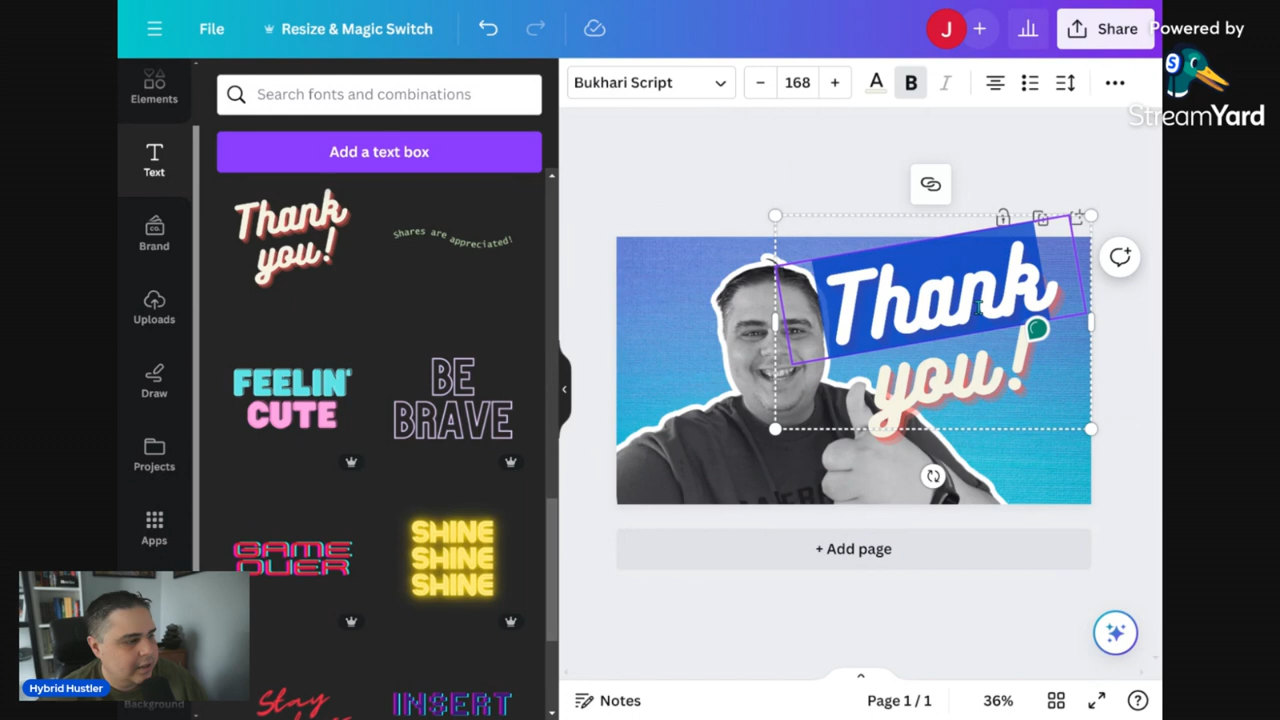 File
Resize & Magic Switch
J
Share
Powered by
S
StreamYard
Elements
Text
Brand
Uploads
Draw
Projects
Apps
Background
Search fonts and combinations
Add a text box
Thank
you!
Shares are appreciated!
FEELIN'
CUTE
BE
BRAVE
GAME
OVER
SHINE
SHINE
SHINE
Stay
INSERT
Bukhari Script
168
A B I
Thank
you!
+ Add page
Notes
Page 1 / 1
36%
Hybrid Hustler